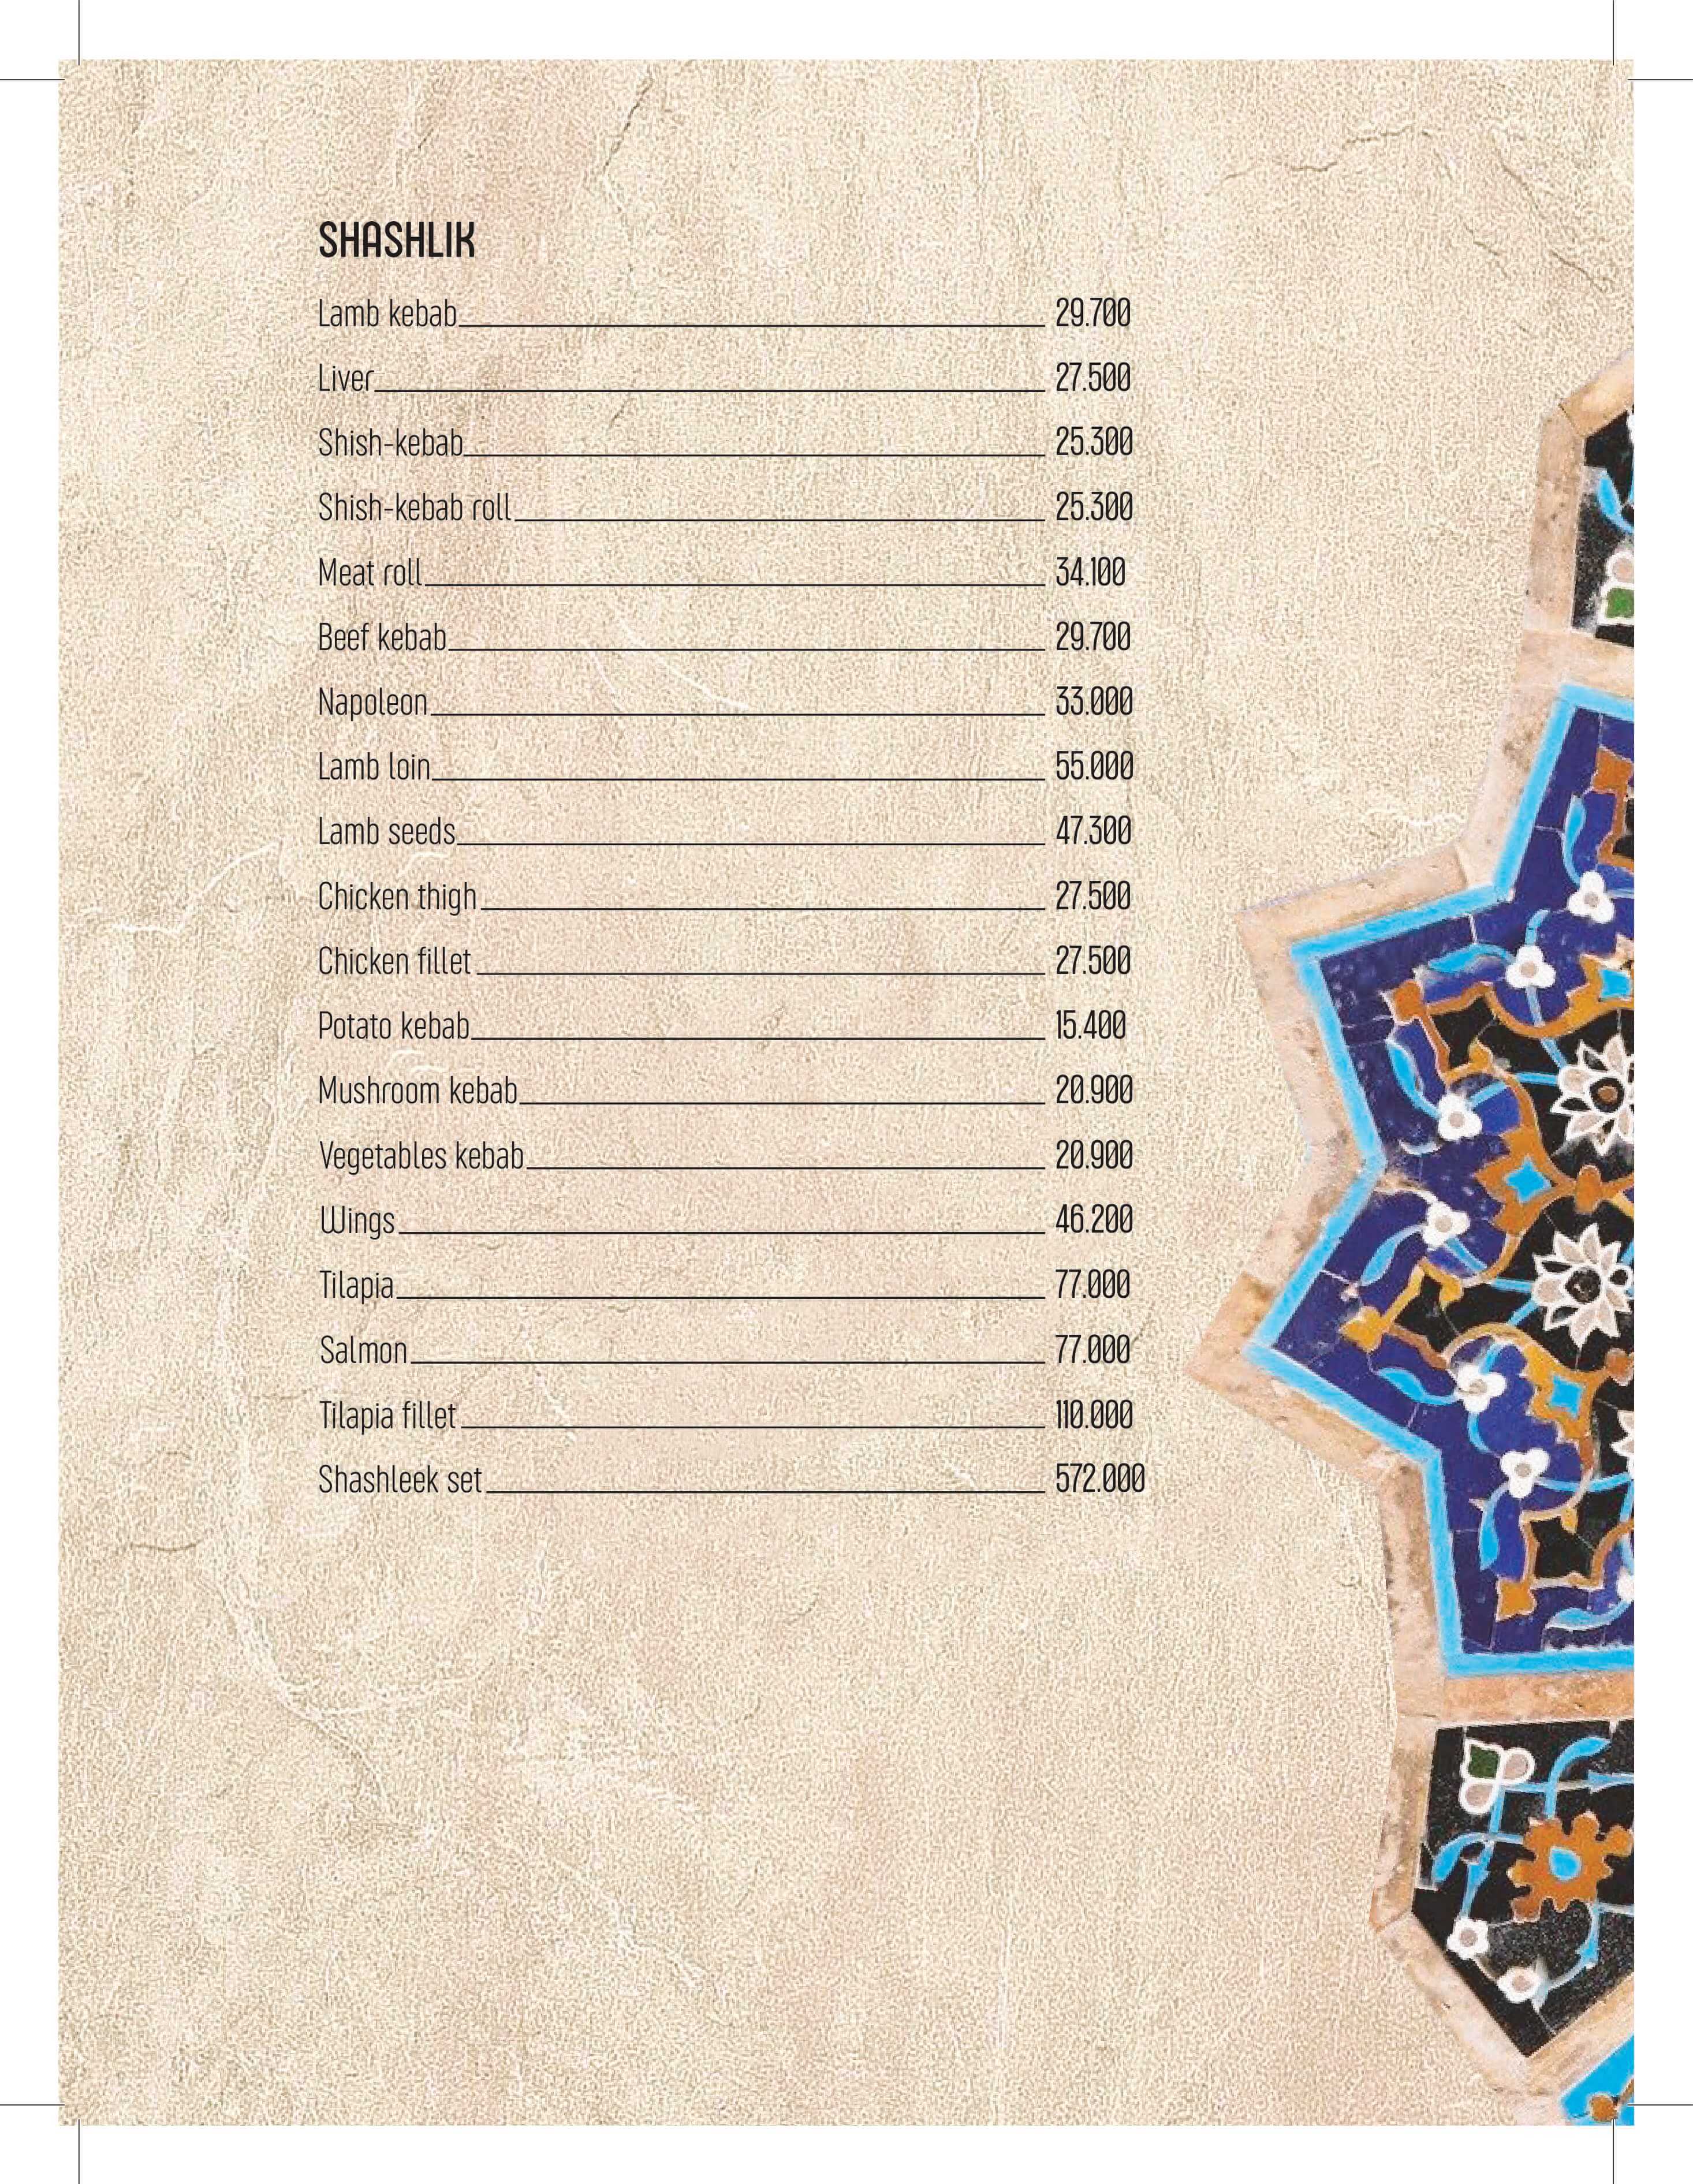 SHASHLIK
Lamb kebab 29.700
Liver 27.500
Shish-kebab 25.300
Shish-kebab roll 25.300
Meat roll 34.100
Beef kebab 29.700
Napoleon 33.000
Lamb loin 55.000
Lamb seeds 47.300
Chicken thigh 27.500
Chicken fillet 27.500
Potato kebab 15.400
Mushroom kebab 20.900
Vegetables kebab 20.900
Wings 46.200
Tilapia 77.000
Salmon 77.000
Tilapia fillet 110.000
Shashleek set 572.000